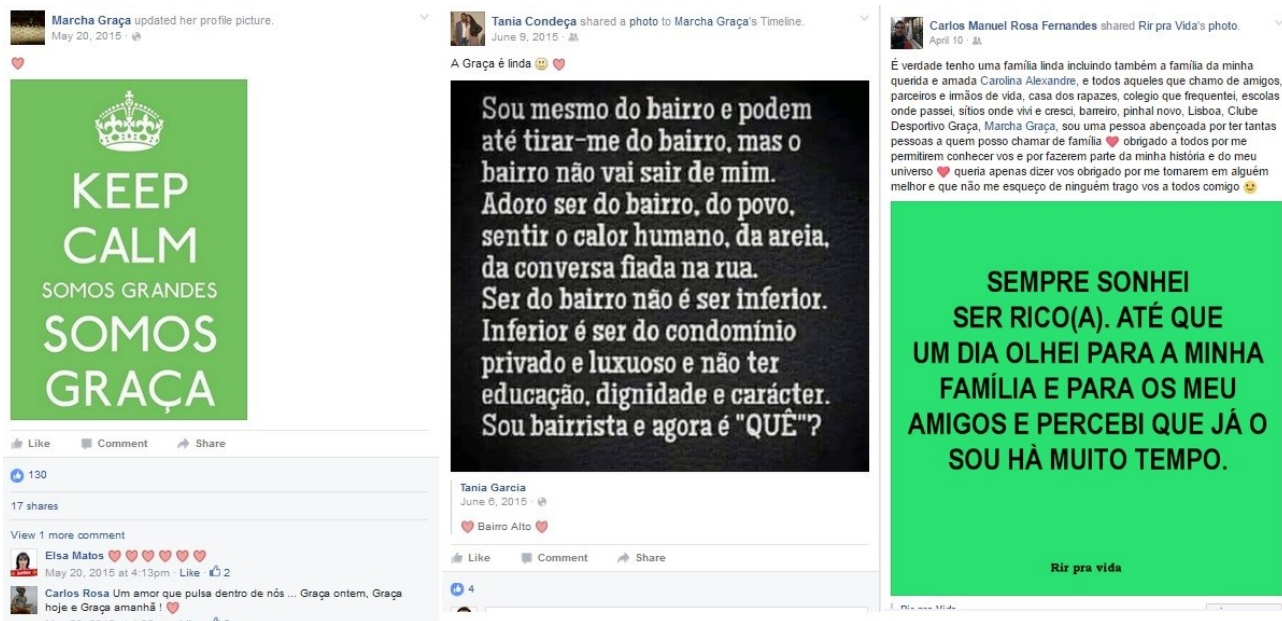 Marcha Graça updated her profile picture.
May 20, 2015
KEEP
CALM
SOMOS GRANDES
SOMOS
GRAÇA
Like Comment Share
130
17 shares
View 1 more comment
Elsa Matos
May 20, 2015 at 4:13pm · Like · 2
Carlos Rosa Um amor que pulsa dentro de nós ... Graça ontem, Graça
hoje e Graça amanhã !
Tania Condeça shared a photo to Marcha Graça's Timeline.
June 9, 2015
A Graça é linda
Sou mesmo do bairro e podem
até tirar-me do bairro, mas o
bairro não vai sair de mim.
Adoro ser do bairro, do povo,
sentir o calor humano, da areia,
da conversa fiada na rua.
Ser do bairro não é ser inferior.
Inferior é ser do condomínio
privado e luxuoso e não ter
educação, dignidade e carácter.
Sou bairrista e agora é "QUÊ"?
Tania Garcia
June 6, 2015
Bairro Alto
Like Comment Share
4
Carlos Manuel Rosa Fernandes shared Rir pra Vida's photo.
April 10
É verdade tenho uma família linda incluindo também a família da minha
querida e amada Carolina Alexandre, e todos aqueles que chamo de amigos,
parceiros e irmãos de vida, casa dos rapazes, colegio que frequentei, escolas
onde passei, sítios onde vivi e cresci, barreiro, pinhal novo, Lisboa, Clube
Desportivo Graça, Marcha Graça, sou uma pessoa abençoada por ter tantas
pessoas a quem posso chamar de família obrigado a todos por me
permitirem conhecer vos e por fazerem parte da minha história e do meu
universo queria apenas dizer vos obrigado por me tornarem em alguém
melhor e que não me esqueço de ninguém trago vos a todos comigo
SEMPRE SONHEI
SER RICO(A). ATÉ QUE
UM DIA OLHEI PARA A MINHA
FAMÍLIA E PARA OS MEU
AMIGOS E PERCEBI QUE JÁ O
SOU HÀ MUITO TEMPO.
Rir pra vida